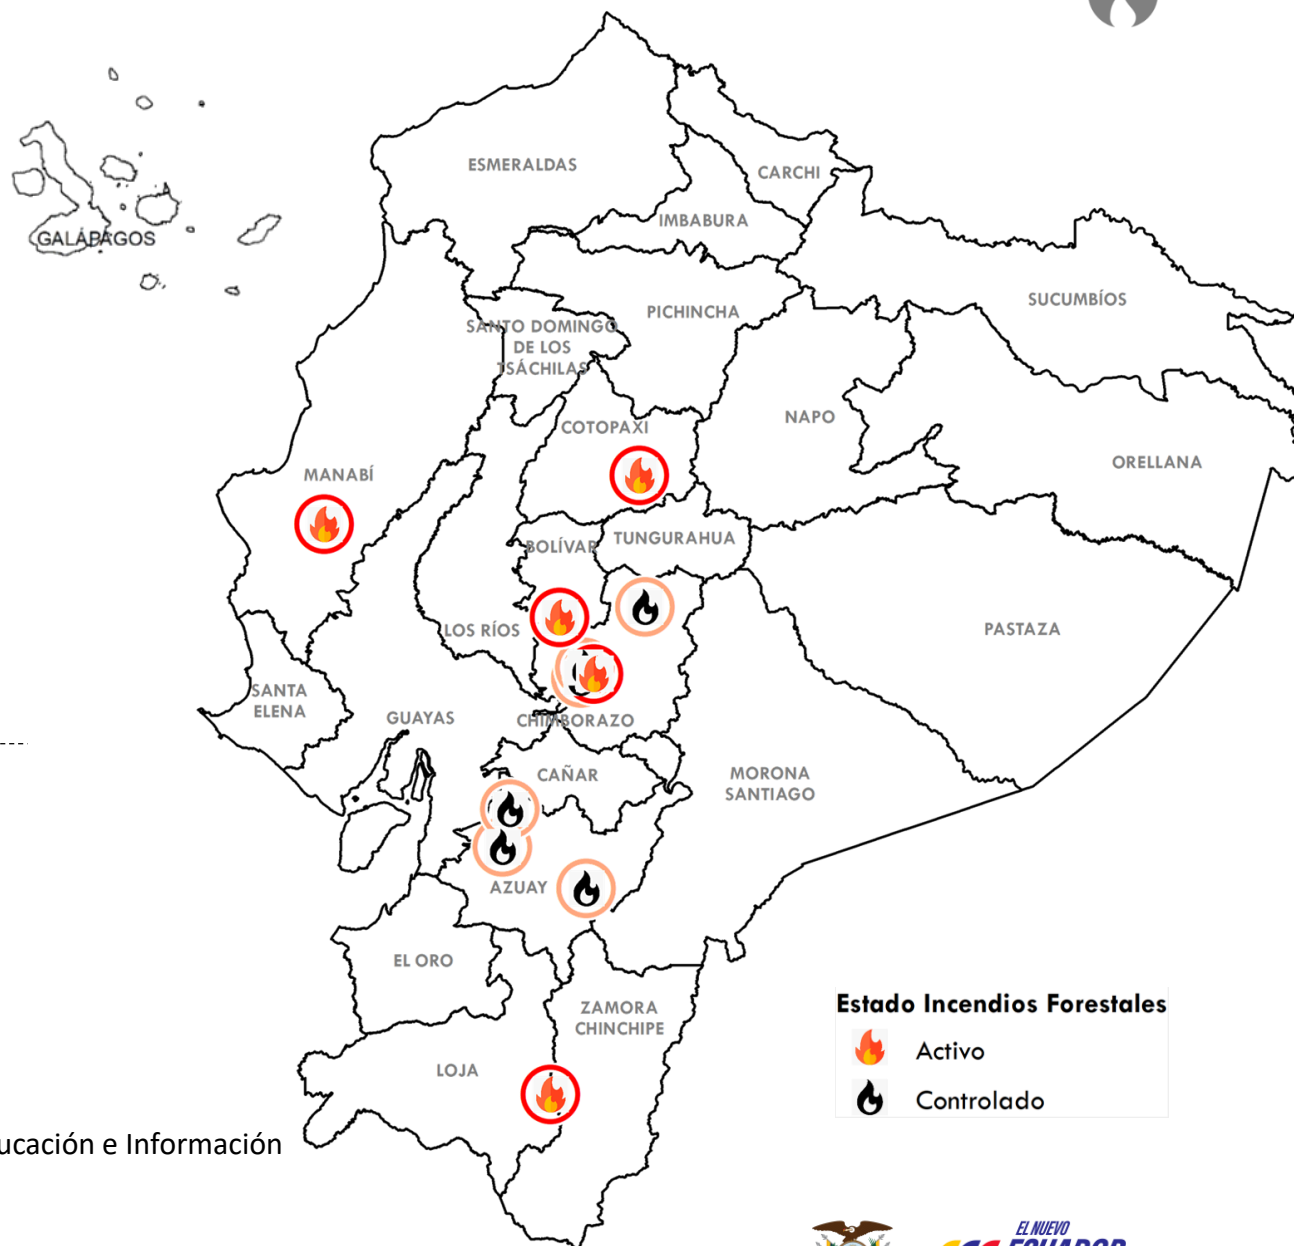 ESMERALDAS
CARCHI
IMBABURA
GALÁPAGOS
SUCUMBÍOS
PICHINCHA
SANTO DOMINGO
DE LOS
TSÁCHILAS
NAPO
COTOPAXI
ORELLANA
MANABÍ
TUNGURAHUA
BOLÍVAR
PASTAZA
LOS RÍOS
SANTA
ELENA
GUAYAS
CHIMBORAZO
CAÑAR
MORONA
SANTIAGO
AZUAY
EL ORO
ZAMORA
CHINCHIPE
LOJA
Estado Incendios Forestales
Activo
Controlado
ucación e Información
EL NUEVO
ECUADOR